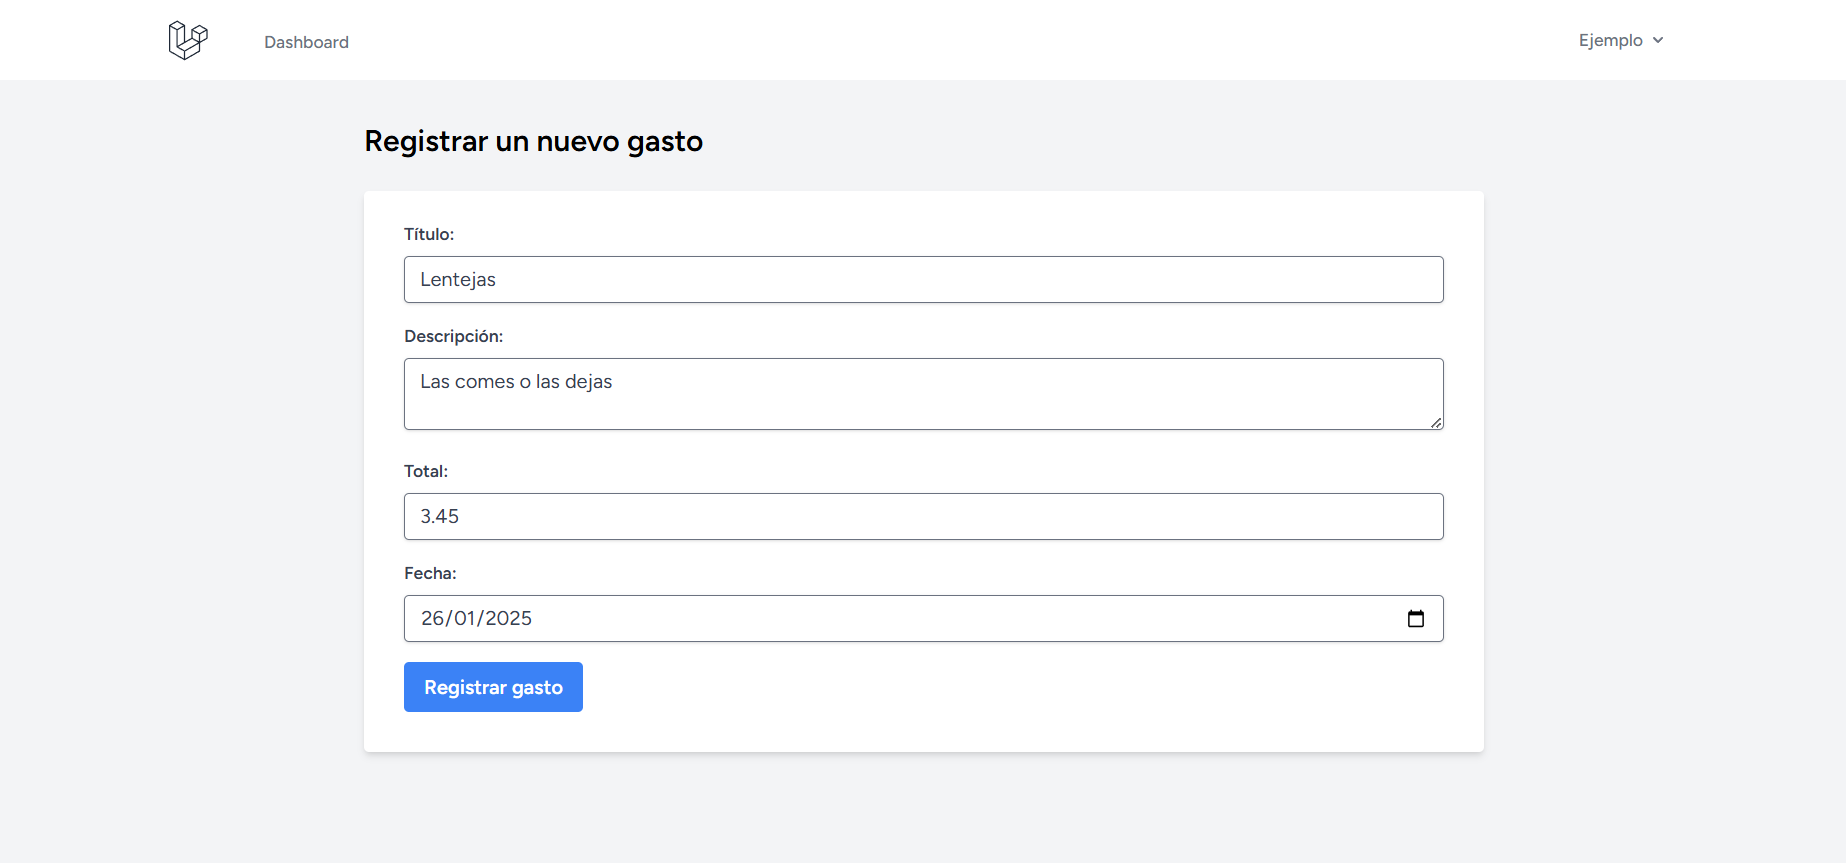 Dashboard
Ejemplo
Registrar un nuevo gasto
Título:
Lentejas
Descripción:
Las comes o las dejas
Total:
3.45
Fecha:
26/01/2025
Registrar gasto